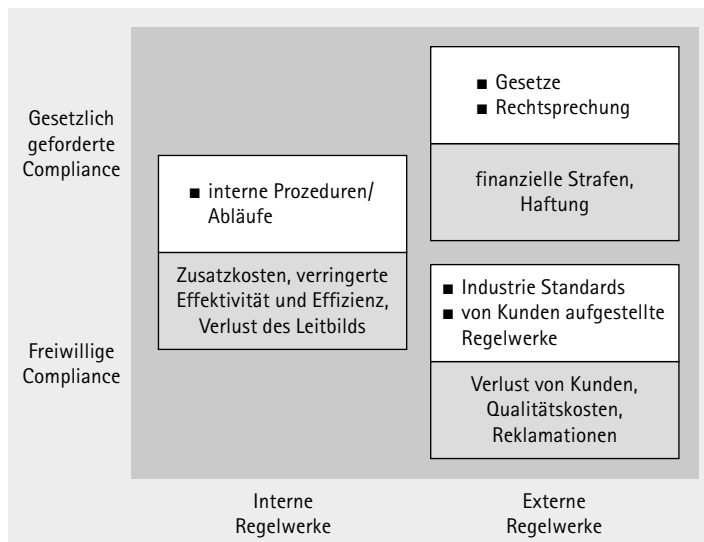 Gesetzlich
geforderte
Compliance
■ Gesetze
■ Rechtsprechung
finanzielle Strafen,
Haftung
■ interne Prozeduren/
Abläufe
Zusatzkosten, verringerte
Effektivität und Effizienz,
Verlust des Leitbilds
Freiwillige
Compliance
■ Industrie Standards
■ von Kunden aufgestellte
Regelwerke
Verlust von Kunden,
Qualitätskosten,
Reklamationen
Interne
Regelwerke
Externe
Regelwerke